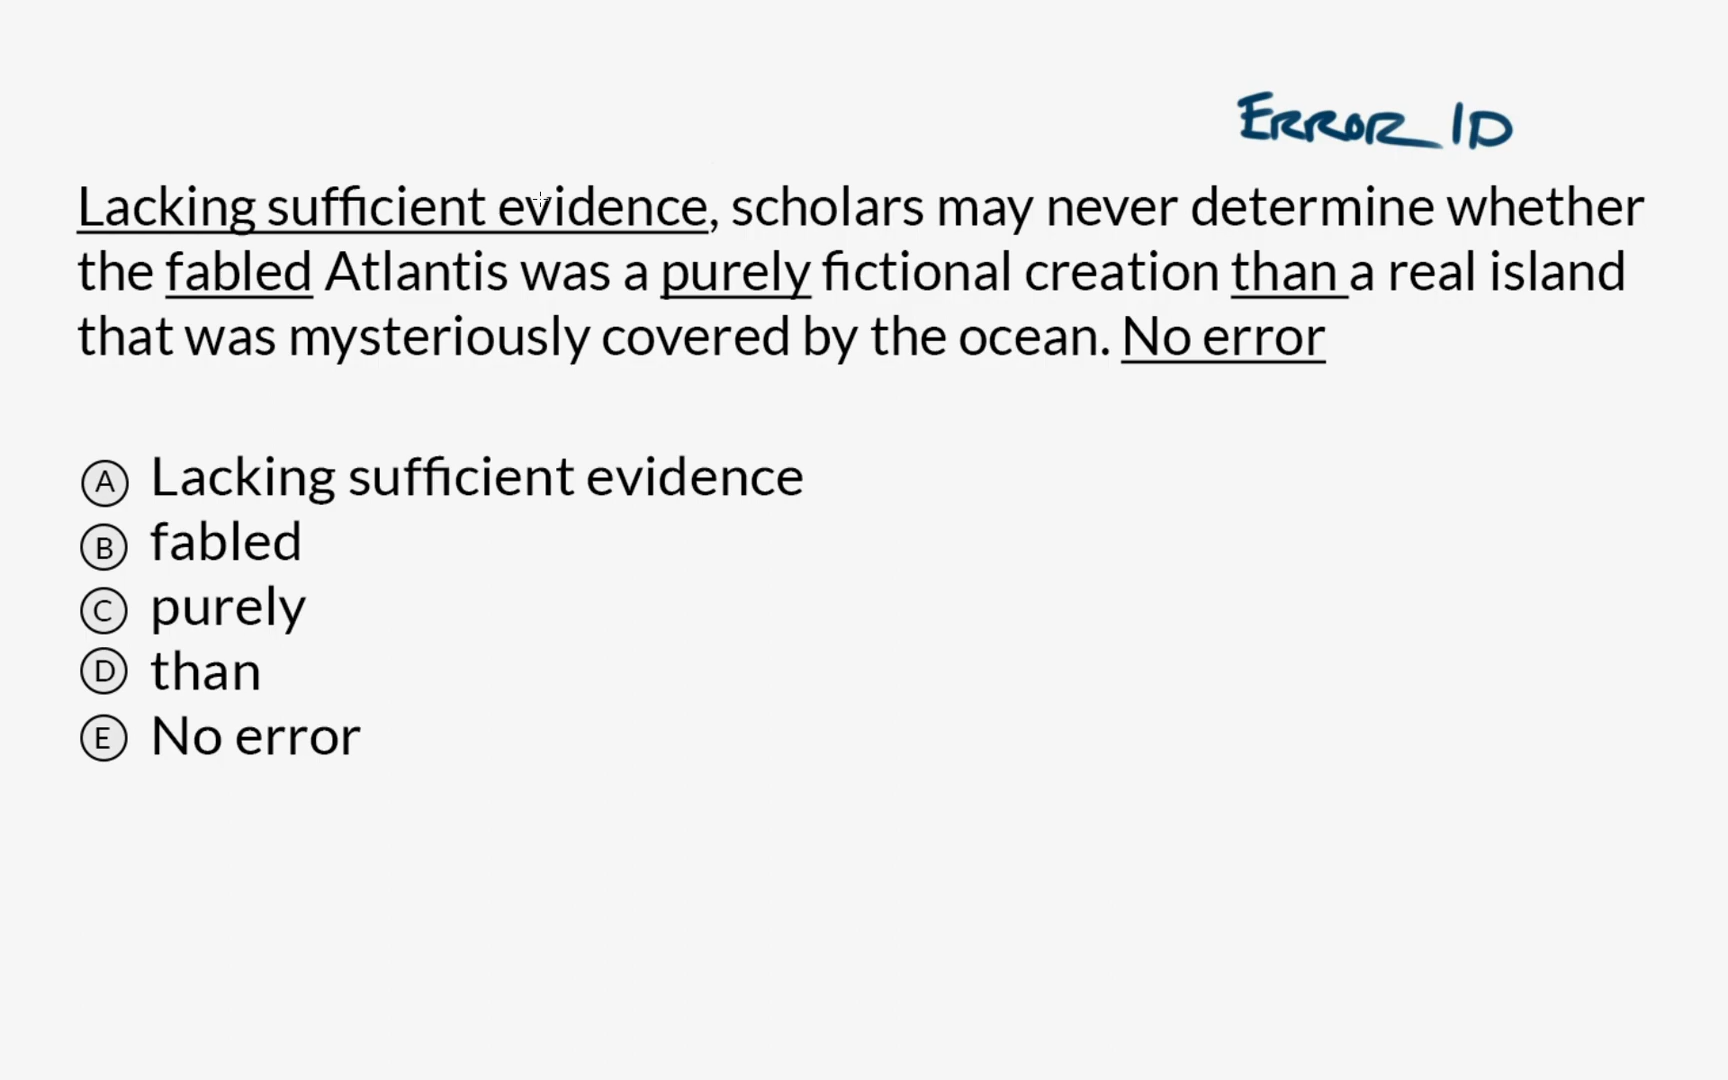 ERROR ID
Lacking sufficient evidence, scholars may never determine whether
the fabled Atlantis was a purely fictional creation than a real island
that was mysteriously covered by the ocean. No error
A Lacking sufficient evidence
B fabled
C purely
D than
E No error